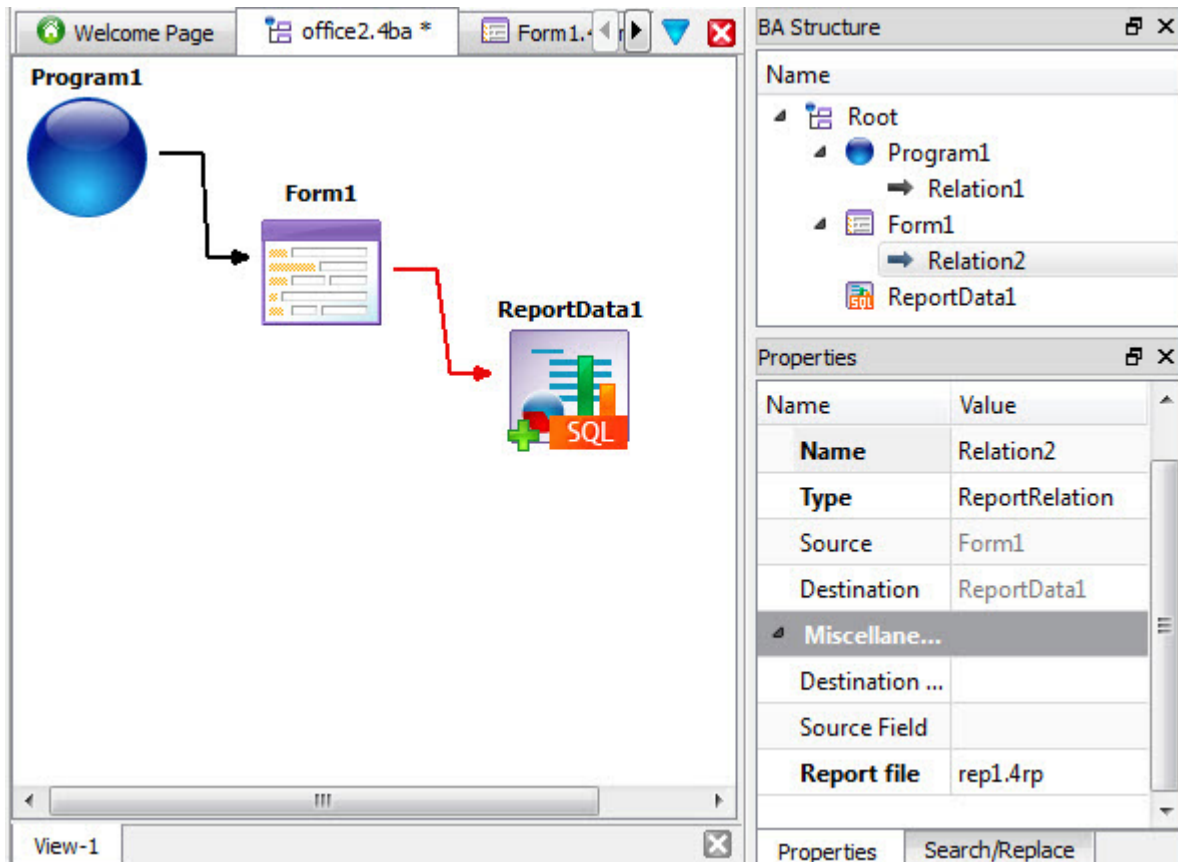 Welcome Page
office2.4ba *
Form1.4
Program1
Form1
ReportData1
SQL
View-1
BA Structure
Name
Root
Program1
Relation1
Form1
Relation2
SQL
ReportData1
Properties
Name Value
Name Relation2
Type ReportRelation
Source Form1
Destination ReportData1
Miscellane...
Destination ...
Source Field
Report file rep1.4rp
Properties Search/Replace